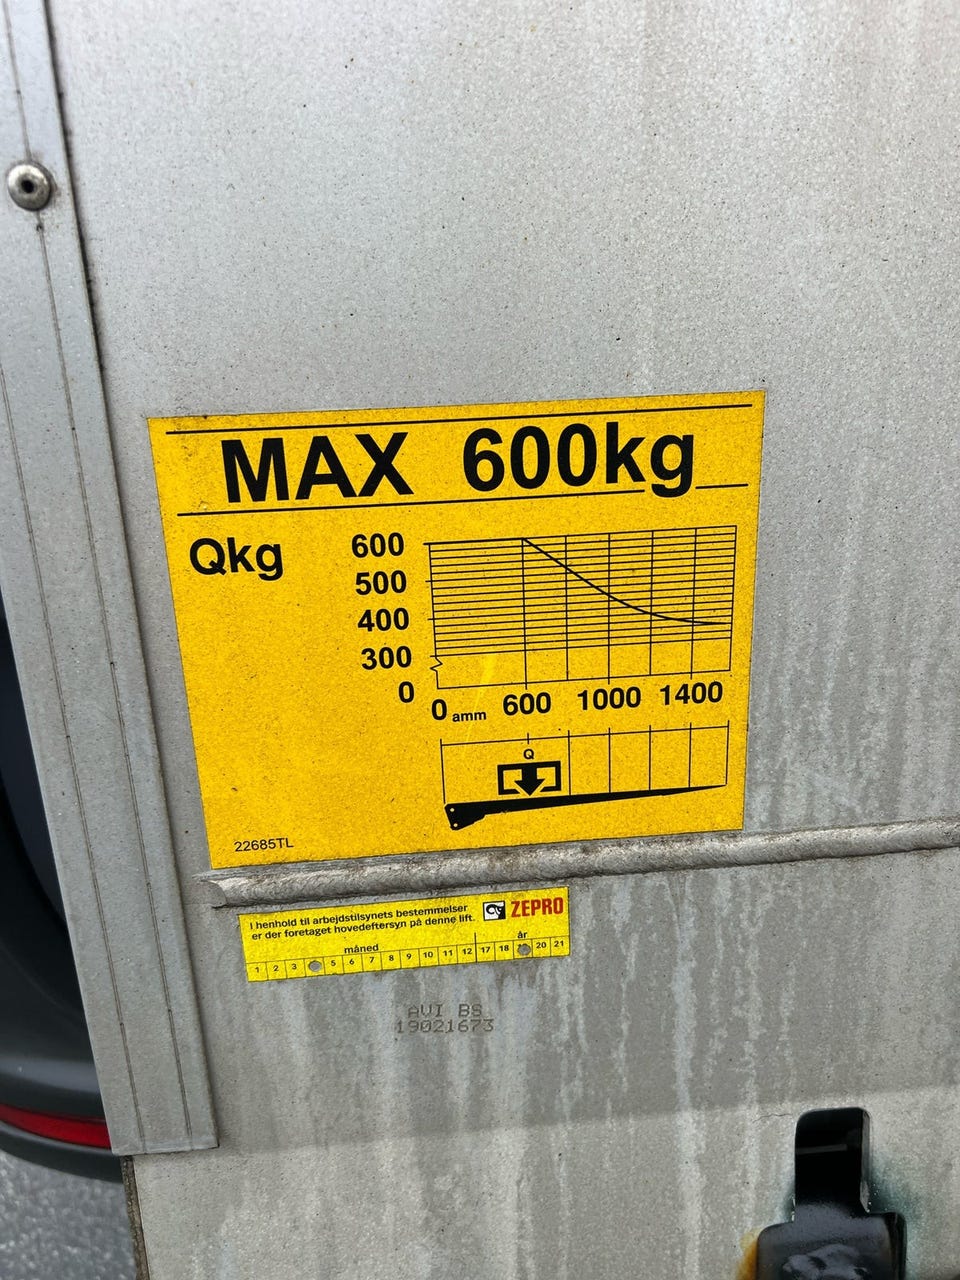 MAX 600kg
Qkg
600
500
400
300
0
0 amm 600 1000 1400
Q
22685TL
I henhold til arbejdstilsynets bestemmelser
er der foretaget hovedeftersyn på denne lift.
ZEPRO
måned år
1 2 3 5 6 7 8 9 10 11 12 17 18 20 21
AVI BS
19021673